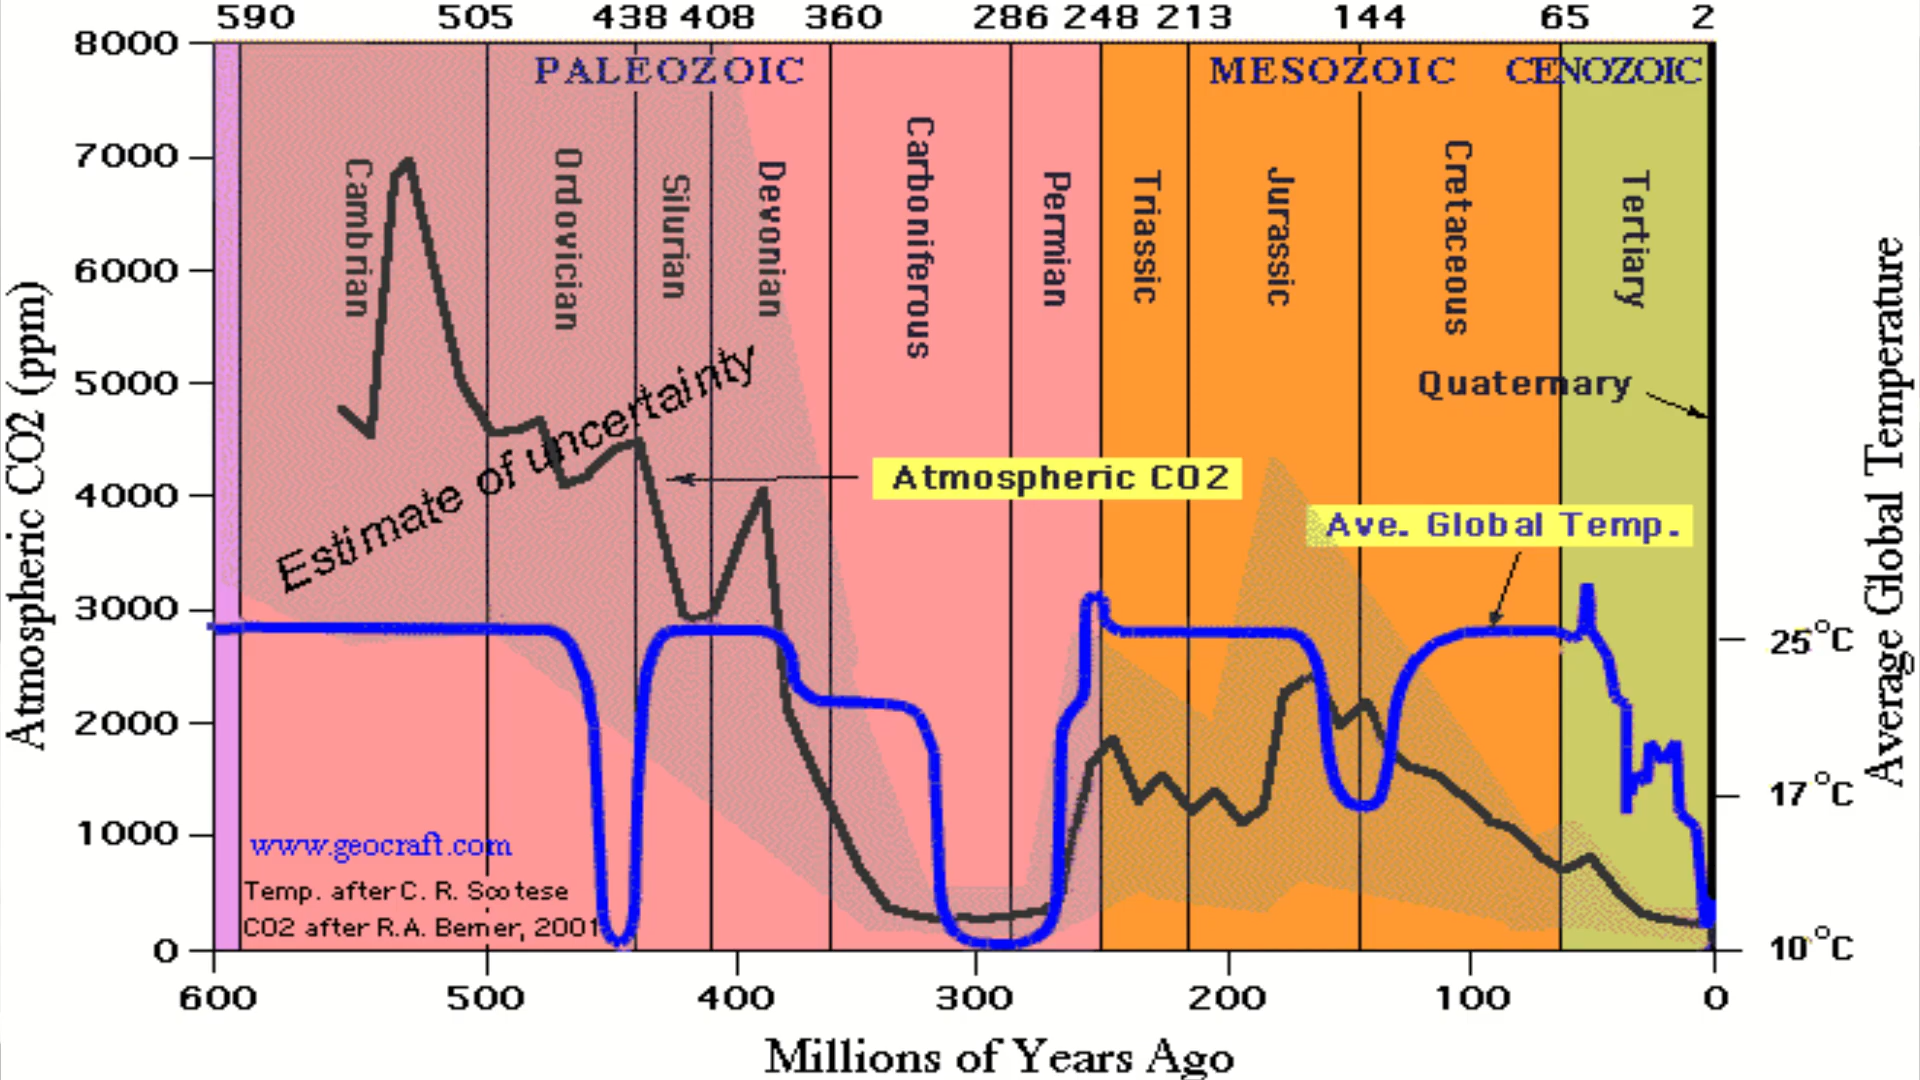 590 505 438 408 360 286 248 213 144 65 2
8000
7000
6000
5000
4000
3000
2000
1000
0
Atmospheric CO2 (ppm)
PALEOZOIC
MESOZOIC
CENOZOIC
Cambrian
Ordovician
Silurian
Devonian
Carboniferous
Permian
Triassic
Jurassic
Cretaceous
Tertiary
Quaternary
Estimate of uncertainty
Atmospheric CO2
Ave. Global Temp.
www.geocraft.com
Temp. after C. R. Scotese
CO2 after R.A. Berner, 2001
25°C
17°C
10°C
Average Global Temperature
600 500 400 300 200 100 0
Millions of Years Ago